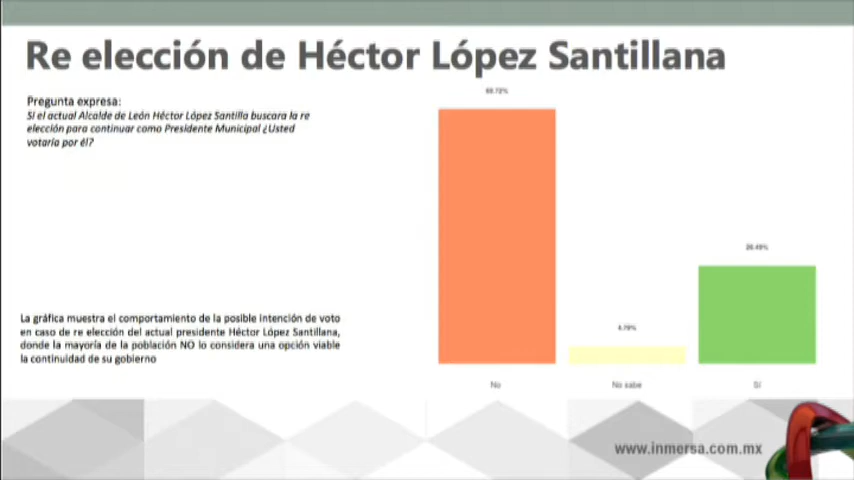 Re elección de Héctor López Santillana
Pregunta expresa:
Si el actual Alcalde de León Héctor López Santilla buscara la re
elección para continuar como Presidente Municipal ¿Usted
votaría por él?
La gráfica muestra el comportamiento de la posible intención de voto
en caso de re elección del actual presidente Héctor López Santillana,
donde la mayoría de la población NO lo considera una opción viable
la continuidad de su gobierno
No
No sabe
Sí
www.inmersa.com.mx